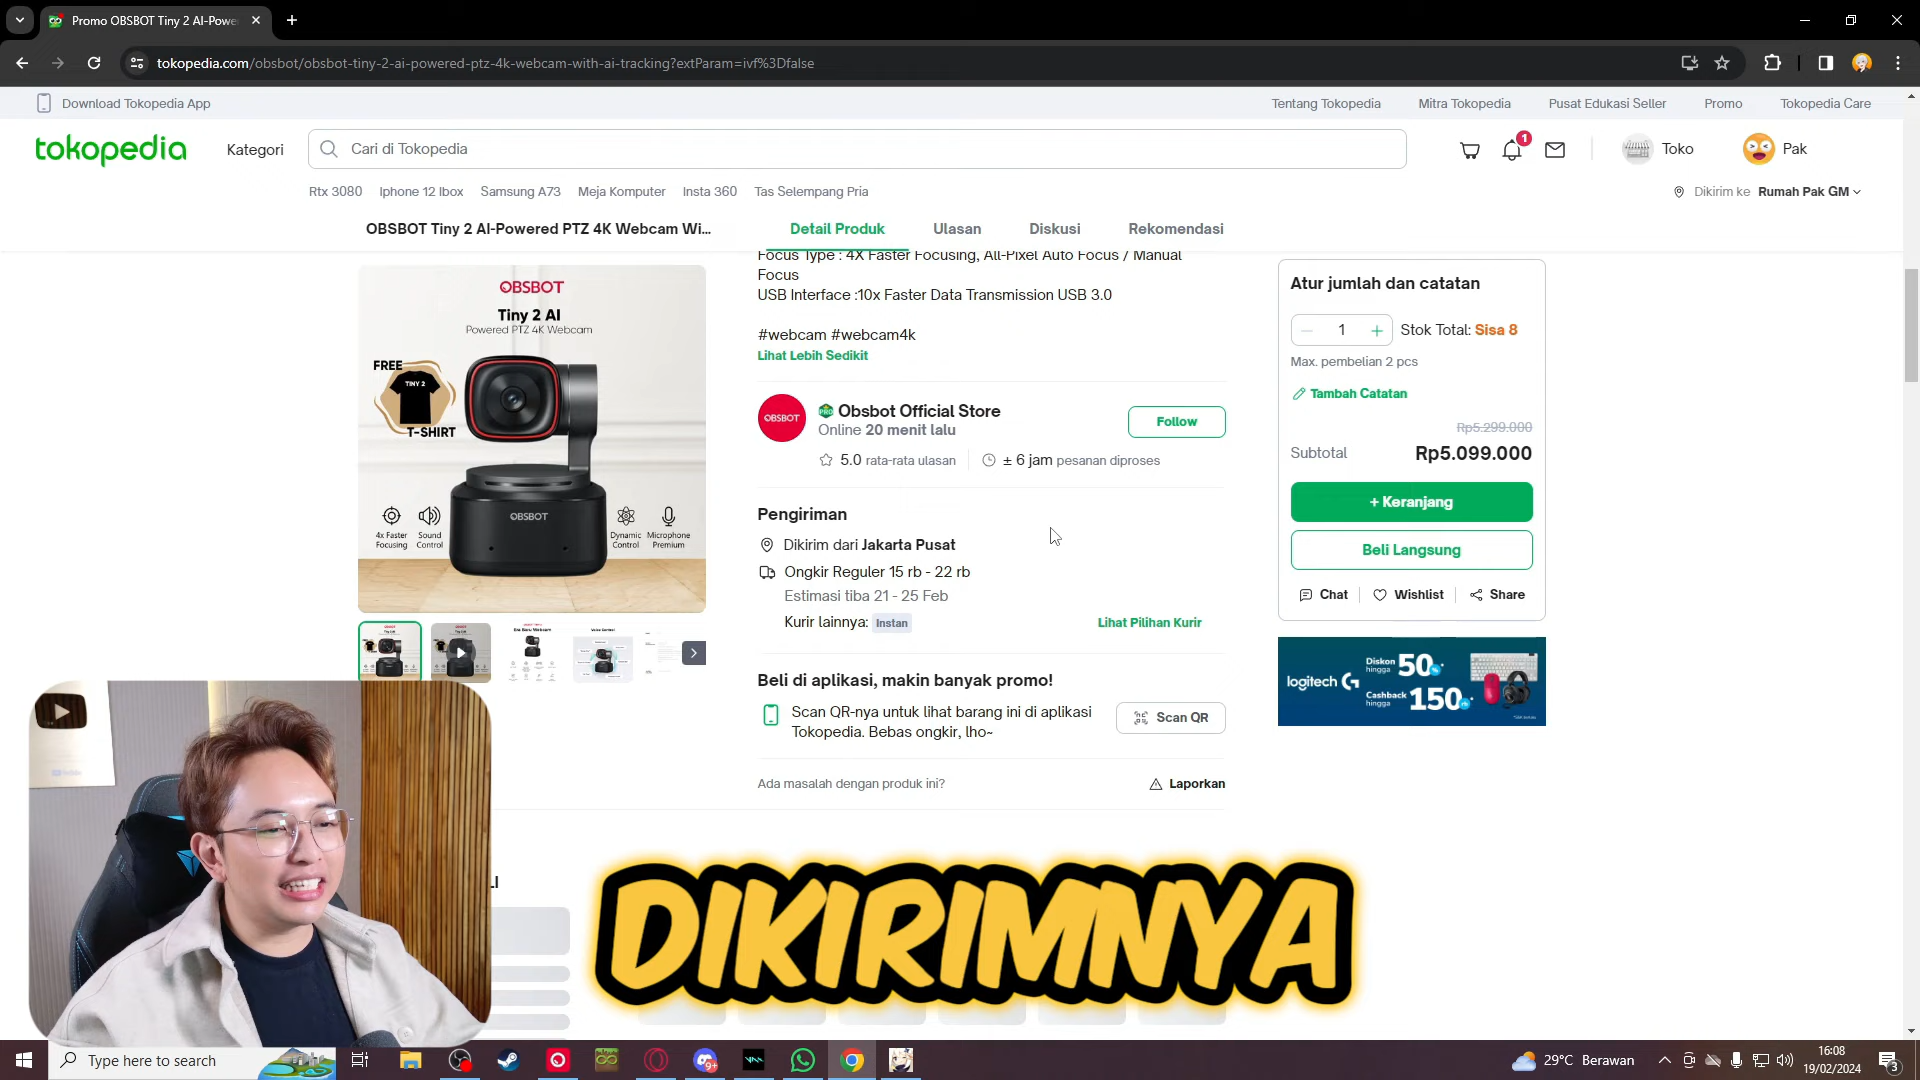 Promo OBSBOT Tiny 2 AI-Powe
tokopedia.com/obsbot/obsbot-tiny-2-ai-powered-ptz-4k-webcam-with-ai-tracking?extParam=ivf%3Dfalse
Download Tokopedia App
Tentang Tokopedia
Mitra Tokopedia
Pusat Edukasi Seller
Promo
Tokopedia Care
tokopedia
Kategori
Cari di Tokopedia
1
Toko
Pak
Rtx 3080
Iphone 12 Ibox
Samsung A73
Meja Komputer
Insta 360
Tas Selempang Pria
Dikirim ke Rumah Pak GM
OBSBOT Tiny 2 AI-Powered PTZ 4K Webcam Wi...
Detail Produk
Ulasan
Diskusi
Rekomendasi
OBSBOT
Tiny 2 AI
Powered PTZ 4K Webcam
FREE
TINY 2
T-SHIRT
OBSBOT
4x Faster
Focusing
Sound
Control
Dynamic
Control
Microphone
Premium
Focus Type : 4X Faster Focusing, All-Pixel Auto Focus / Manual
Focus
USB Interface :10x Faster Data Transmission USB 3.0
#webcam #webcam4k
Lihat Lebih Sedikit
OBSBOT
PRO
Obsbot Official Store
Online 20 menit lalu
Follow
5.0 rata-rata ulasan
± 6 jam pesanan diproses
Pengiriman
Dikirim dari Jakarta Pusat
Ongkir Reguler 15 rb - 22 rb
Estimasi tiba 21 - 25 Feb
Kurir lainnya: Instan
Lihat Pilihan Kurir
Beli di aplikasi, makin banyak promo!
Scan QR-nya untuk lihat barang ini di aplikasi
Tokopedia. Bebas ongkir, lho~
Scan QR
Ada masalah dengan produk ini?
Laporkan
Atur jumlah dan catatan
1
Stok Total: Sisa 8
Max. pembelian 2 pcs
Tambah Catatan
Rp5.299.000
Subtotal
Rp5.099.000
+ Keranjang
Beli Langsung
Chat
Wishlist
Share
logitech G
Diskon
hingga
50%
Cashback
hingga
150rb
LI
DIKIRIMNYA
Type here to search
9+
29°C Berawan
16:08
19/02/2024
3